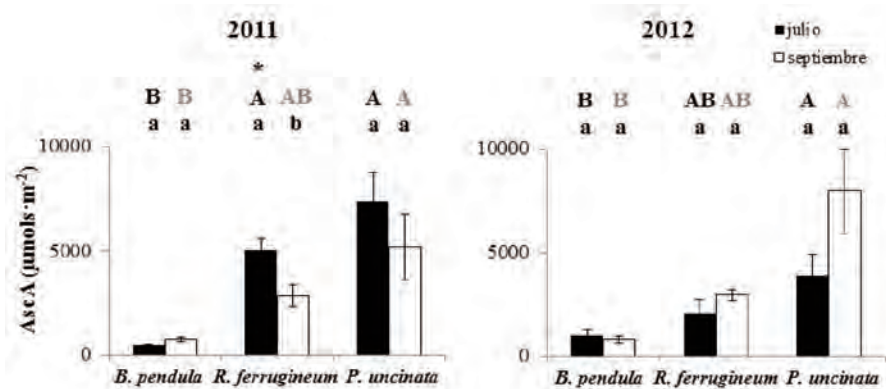 2011
*
B B A AB A A
a a a b a a
AscA (µmols·m⁻²)
10000
5000
0
B. pendula R. ferrugineum P. uncinata
2012
julio
septiembre
B B AB AB A A
a a a a a a
10000
5000
0
B. pendula R. ferrugineum P. uncinata